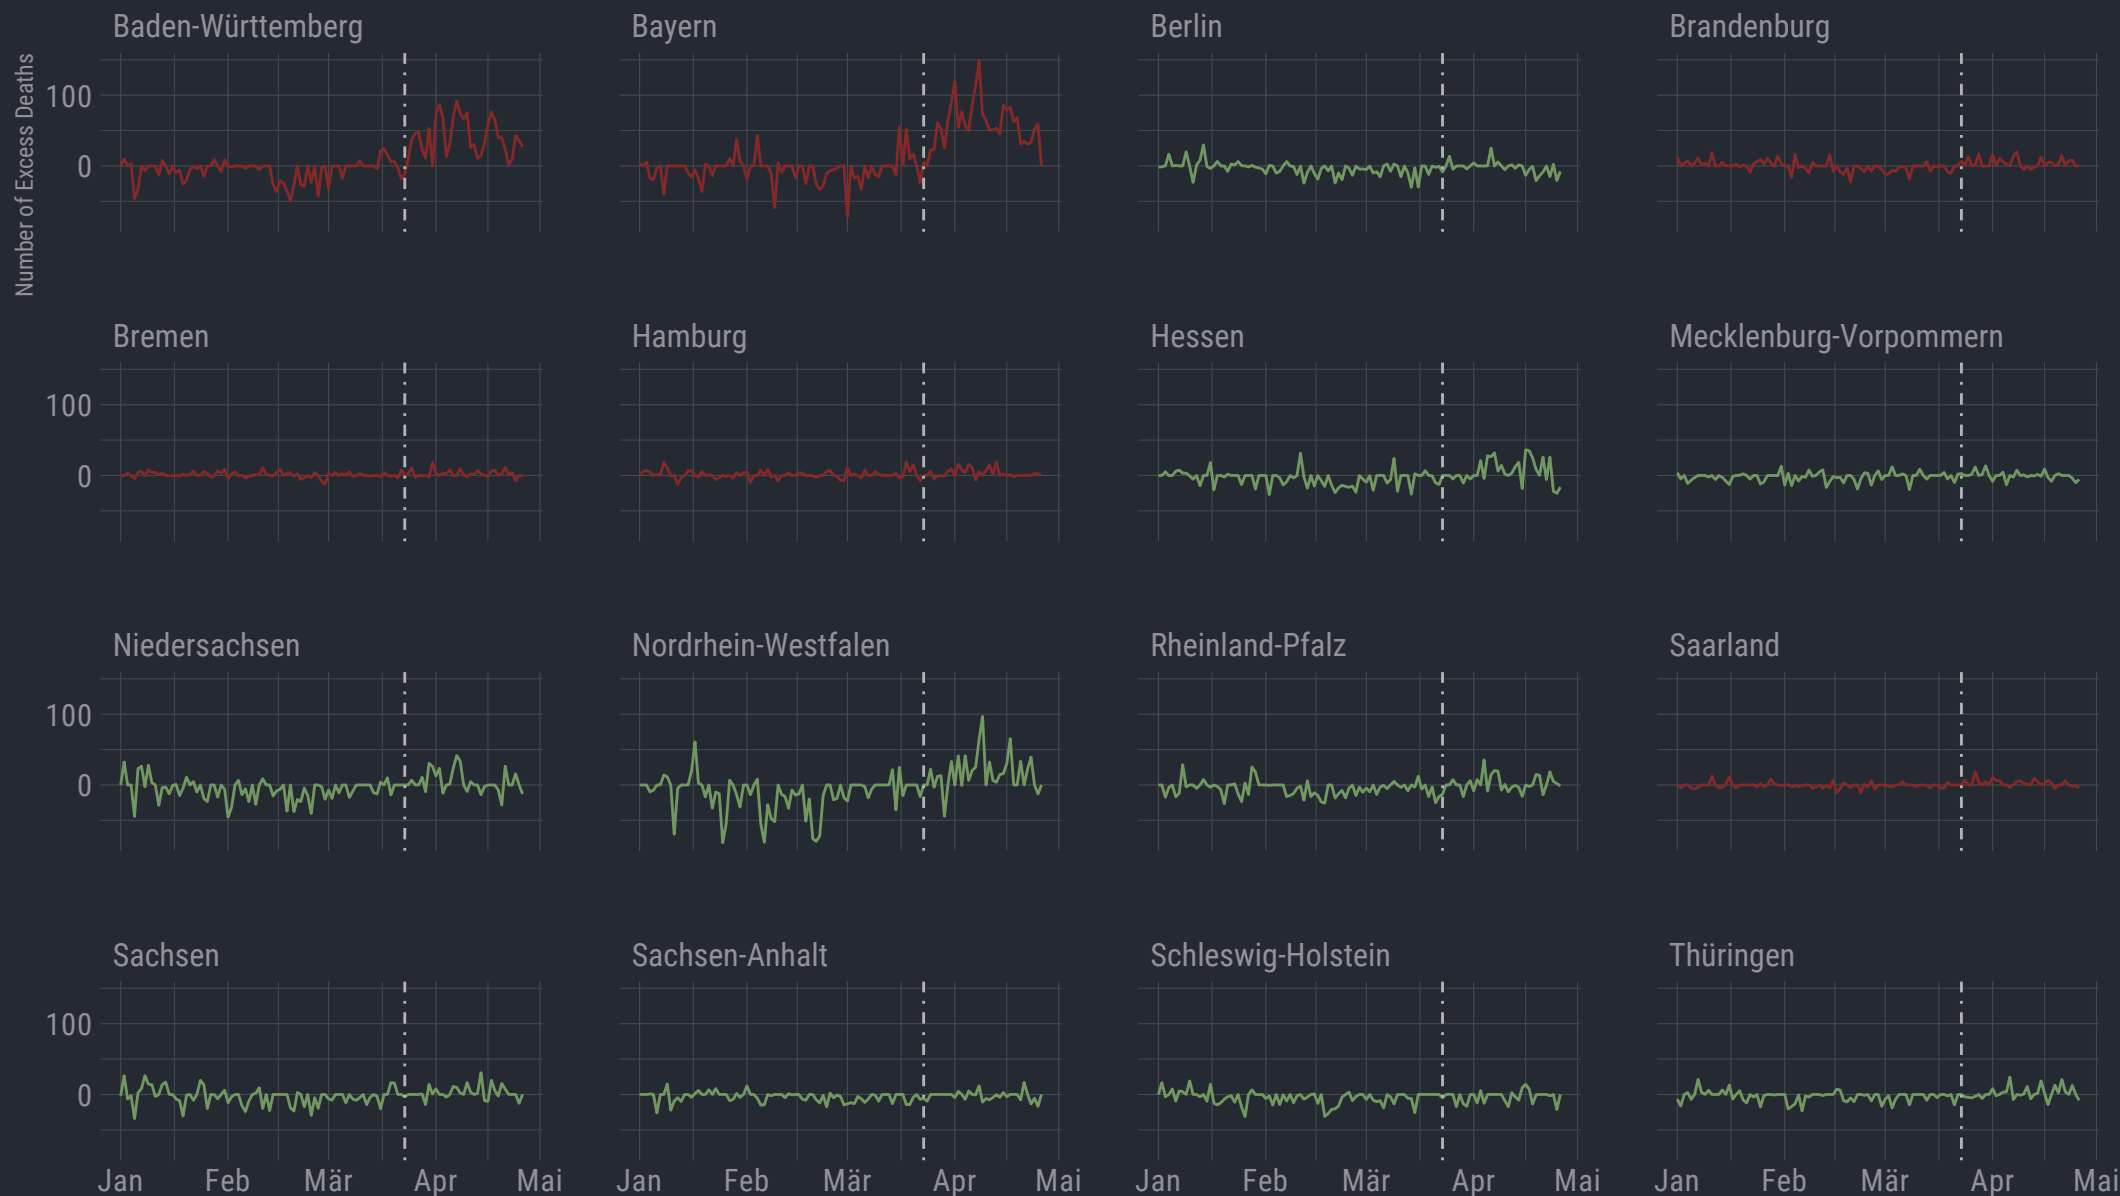 Baden-Württemberg
Bayern
Berlin
Brandenburg
Number of Excess Deaths
100
0
Bremen
Hamburg
Hessen
Mecklenburg-Vorpommern
100
0
Niedersachsen
Nordrhein-Westfalen
Rheinland-Pfalz
Saarland
100
0
Sachsen
Sachsen-Anhalt
Schleswig-Holstein
Thüringen
100
0
Jan Feb Mär Apr Mai
Jan Feb Mär Apr Mai
Jan Feb Mär Apr Mai
Jan Feb Mär Apr Mai